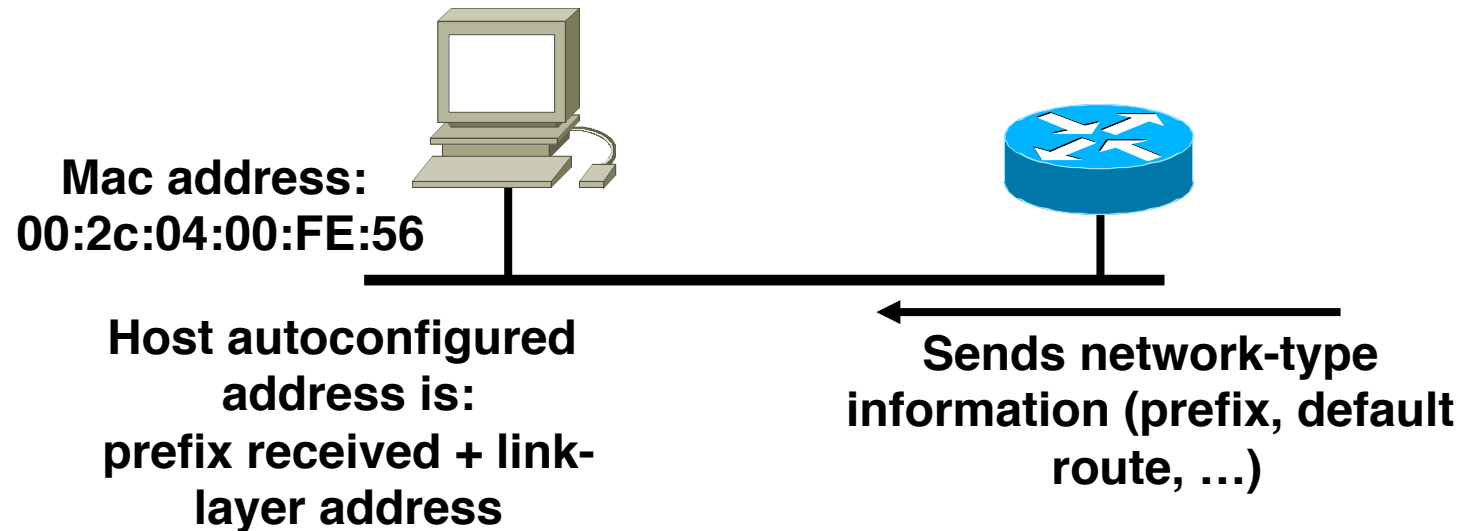 Mac address:
00:2c:04:00:FE:56
Host autoconfigured
address is:
prefix received + link-
layer address
Sends network-type
information (prefix, default
route, …)